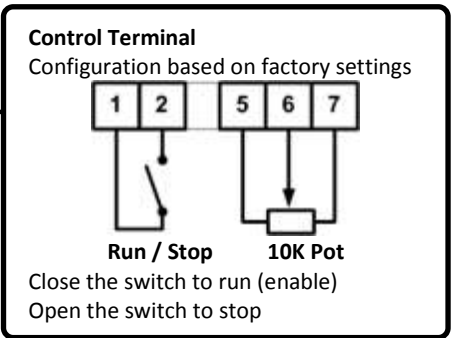 Control Terminal
Configuration based on factory settings
1 2 5 6 7
Run / Stop 10K Pot
Close the switch to run (enable)
Open the switch to stop